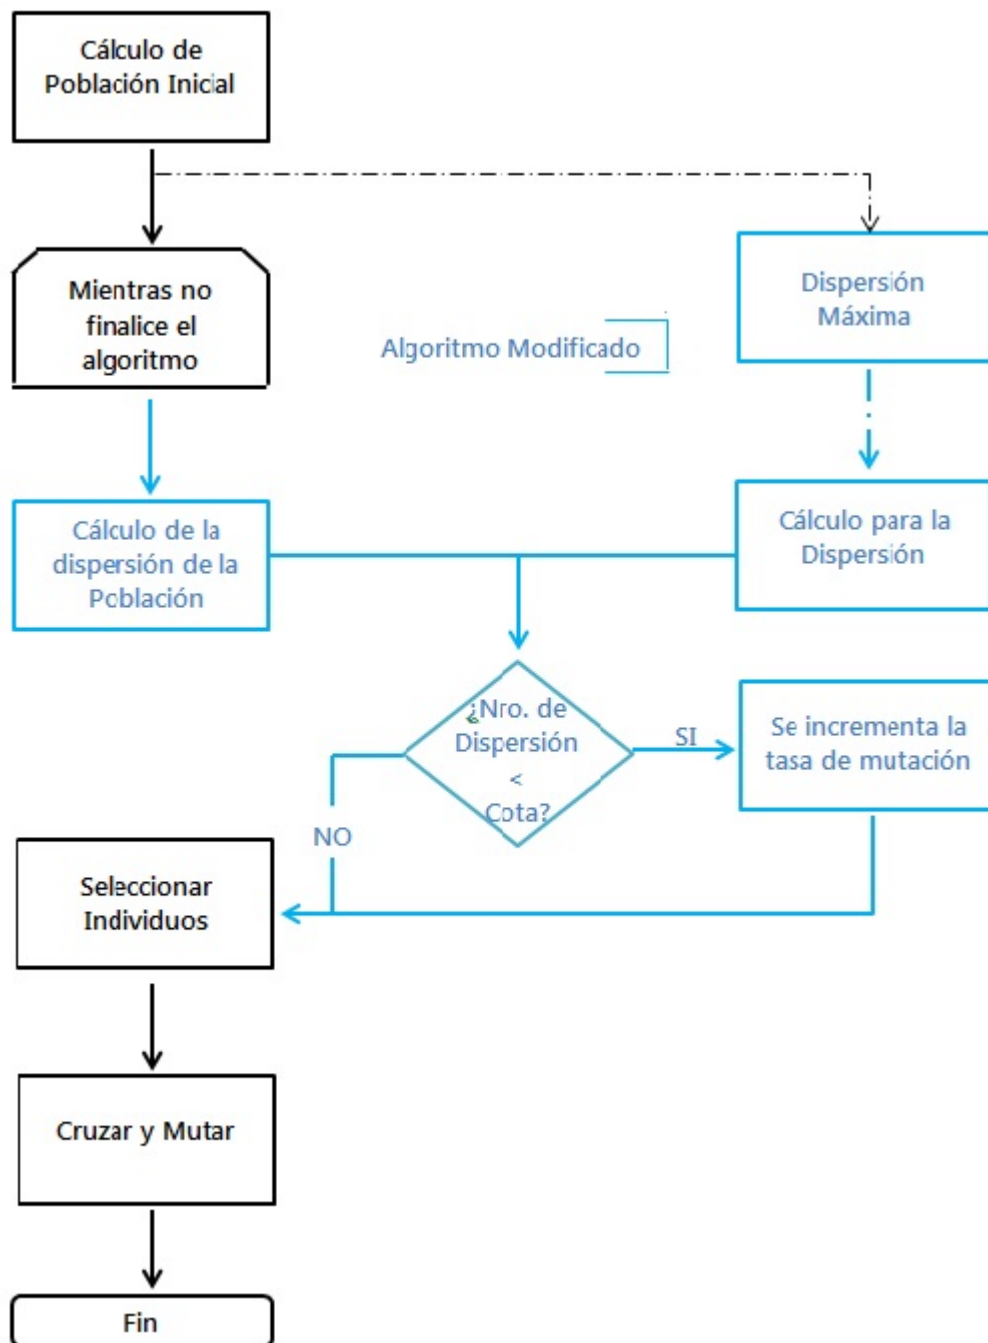 Cálculo de
Población Inicial
Mientras no
finalice el
algoritmo
Dispersión
Máxima
Algoritmo Modificado
Cálculo de la
dispersión de la
Población
Cálculo para la
Dispersión
¿Nro. de
Dispersión
<
Cota?
SI
Se incrementa la
tasa de mutación
NO
Seleccionar
Individuos
Cruzar y Mutar
Fin